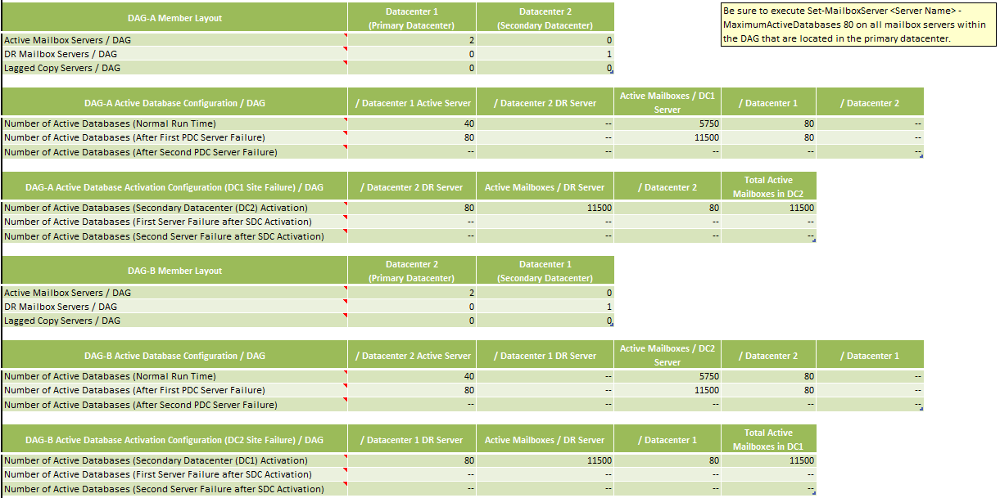 DAG-A Member Layout Datacenter 1 (Primary Datacenter) Datacenter 2 (Secondary Datacenter)
Active Mailbox Servers / DAG 2 0
DR Mailbox Servers / DAG 0 1
Lagged Copy Servers / DAG 0 0
Be sure to execute Set-MailboxServer <Server Name> -
MaximumActiveDatabases 80 on all mailbox servers within
the DAG that are located in the primary datacenter.
DAG-A Active Database Configuration / DAG / Datacenter 1 Active Server / Datacenter 2 DR Server Active Mailboxes / DC1 Server / Datacenter 1 / Datacenter 2
Number of Active Databases (Normal Run Time) 40 -- 5750 80 --
Number of Active Databases (After First PDC Server Failure) 80 -- 11500 80 --
Number of Active Databases (After Second PDC Server Failure) -- -- -- -- --
DAG-A Active Database Activation Configuration (DC1 Site Failure) / DAG / Datacenter 2 DR Server Active Mailboxes / DR Server / Datacenter 2 Total Active Mailboxes in DC2
Number of Active Databases (Secondary Datacenter (DC2) Activation) 80 11500 80 11500
Number of Active Databases (First Server Failure after SDC Activation) -- -- -- --
Number of Active Databases (Second Server Failure after SDC Activation) -- -- -- --
DAG-B Member Layout Datacenter 2 (Primary Datacenter) Datacenter 1 (Secondary Datacenter)
Active Mailbox Servers / DAG 2 0
DR Mailbox Servers / DAG 0 1
Lagged Copy Servers / DAG 0 0
DAG-B Active Database Configuration / DAG / Datacenter 2 Active Server / Datacenter 1 DR Server Active Mailboxes / DC2 Server / Datacenter 2 / Datacenter 1
Number of Active Databases (Normal Run Time) 40 -- 5750 80 --
Number of Active Databases (After First PDC Server Failure) 80 -- 11500 80 --
Number of Active Databases (After Second PDC Server Failure) -- -- -- -- --
DAG-B Active Database Activation Configuration (DC2 Site Failure) / DAG / Datacenter 1 DR Server Active Mailboxes / DR Server / Datacenter 1 Total Active Mailboxes in DC1
Number of Active Databases (Secondary Datacenter (DC1) Activation) 80 11500 80 11500
Number of Active Databases (First Server Failure after SDC Activation) -- -- -- --
Number of Active Databases (Second Server Failure after SDC Activation) -- -- -- --